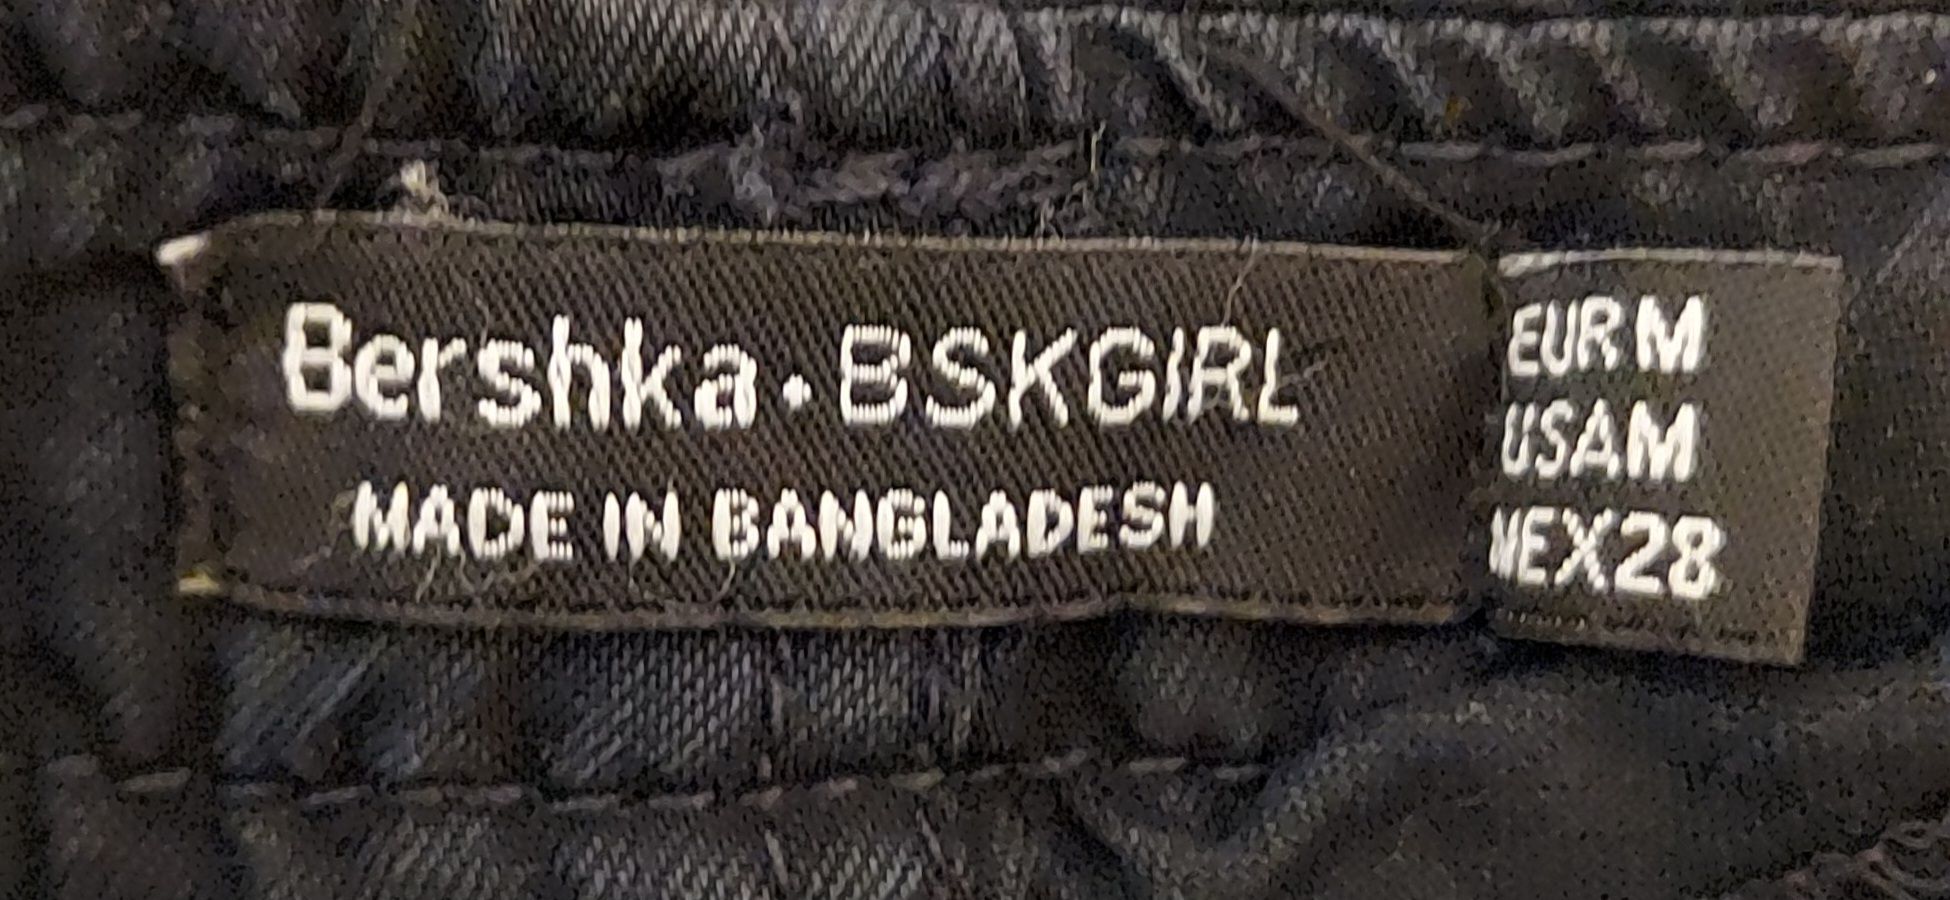 Bershka • BSKGIRL
MADE IN BANGLADESH
EUR M
USA M
MEX 28